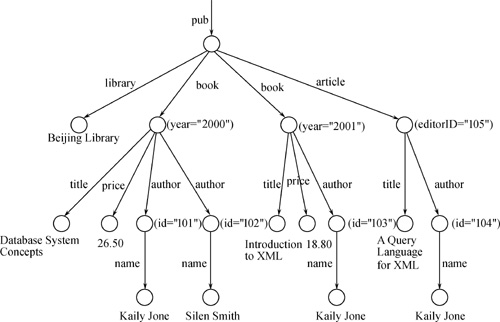 pub
library
book
book
article
Beijing Library
(year="2000")
(year="2001")
(editorID="105")
title
price
author
author
title
price
author
title
author
Database System
Concepts
26.50
(id="101")
(id="102")
Introduction
to XML
18.80
(id="103")
A Query
Language
for XML
(id="104")
name
name
name
name
Kaily Jone
Silen Smith
Kaily Jone
Kaily Jone